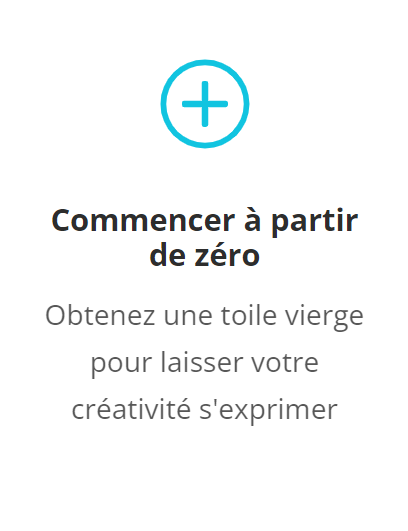 Commencer à partir
de zéro
Obtenez une toile vierge
pour laisser votre
créativité s'exprimer